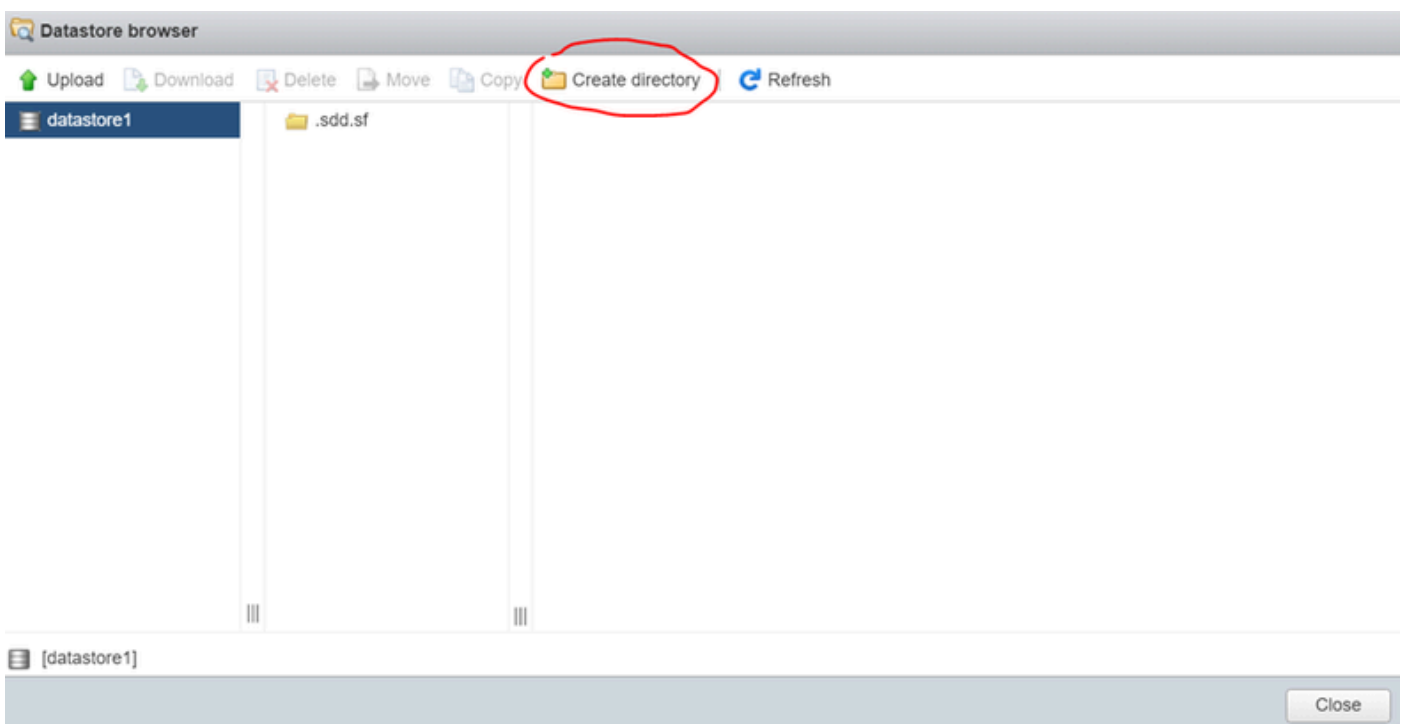 Datastore browser
Upload Download Delete Move Copy Create directory Refresh
datastore1 .sdd.sf
[datastore1]
Close